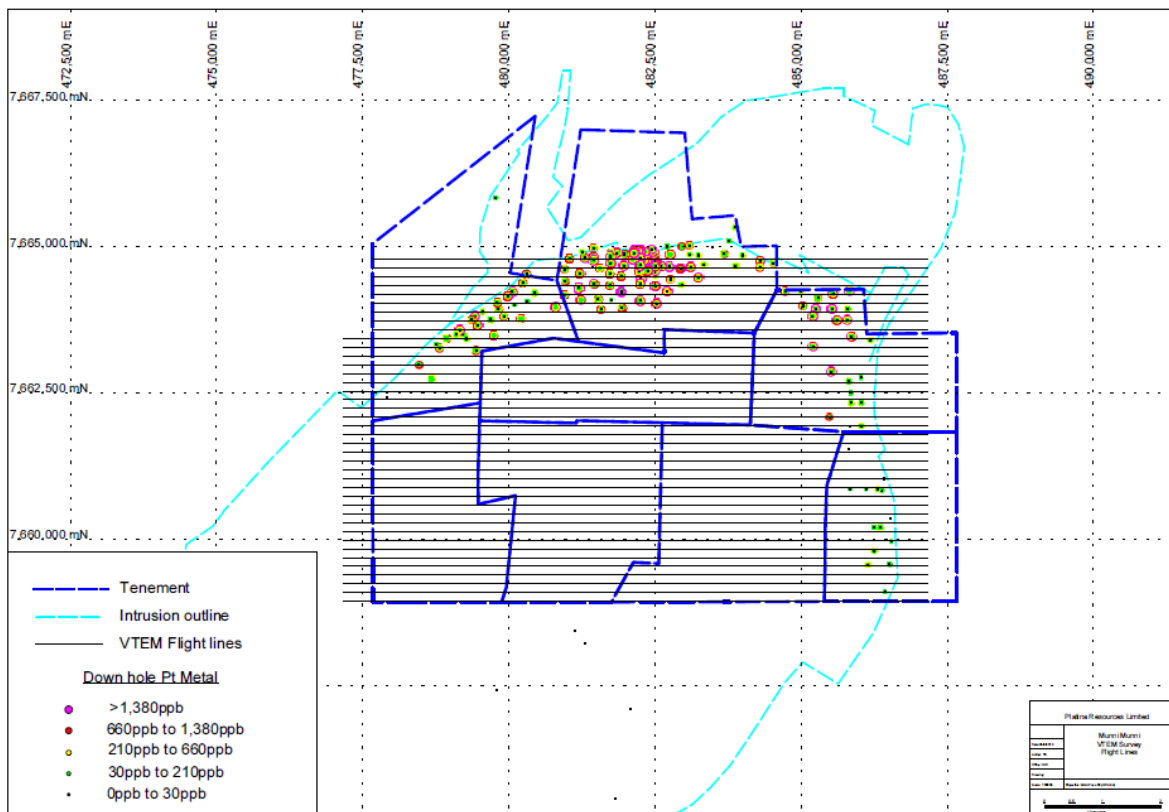 472,500 mE
475,000 mE
477,500 mE
480,000 mE
482,500 mE
485,000 mE
487,500 mE
490,000 mE
7,667,500 mN
7,665,000 mN
7,662,500 mN
7,660,000 mN
Tenement
Intrusion outline
VTEM Flight lines
Down hole Pt Metal
>1,380ppb
660ppb to 1,380ppb
210ppb to 660ppb
30ppb to 210ppb
0ppb to 30ppb
Platina Resources Limited
Munni Munni
VTEM Survey
Flight Lines